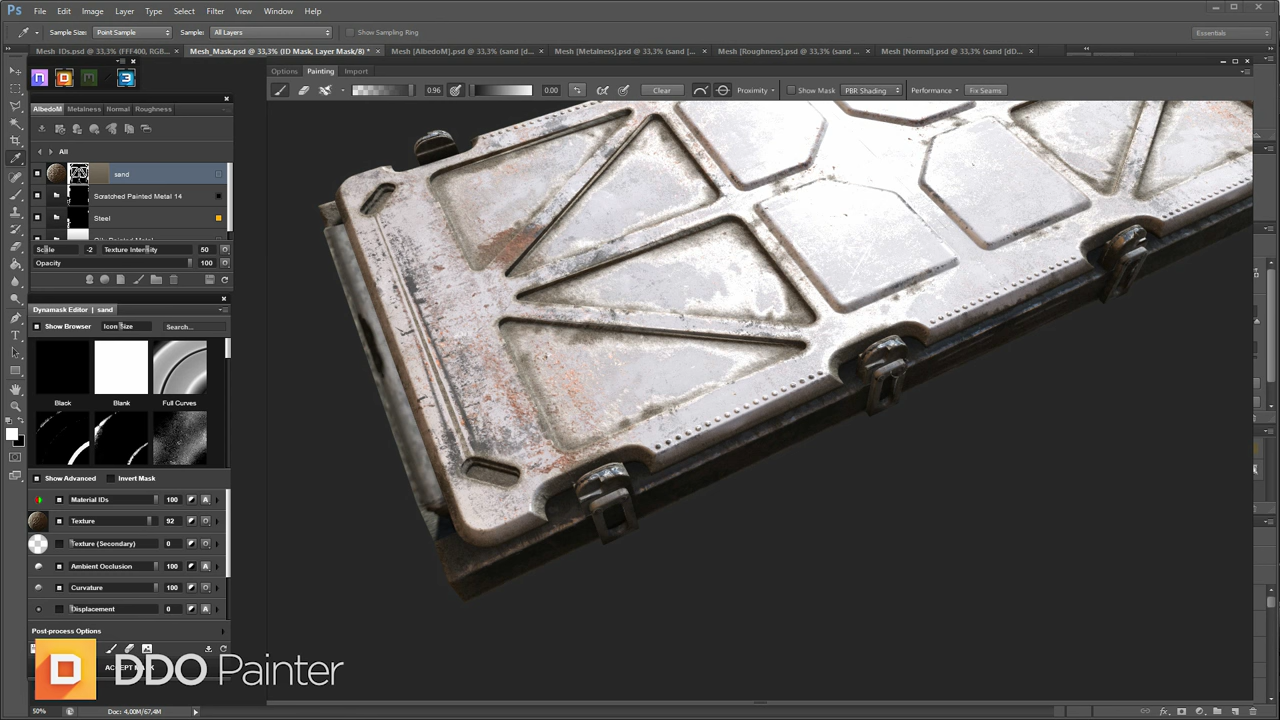 Ps File Edit Image Layer Type Select Filter View Window Help
Sample Size: Point Sample Sample: All Layers Show Sampling Ring Essentials
Mesh_IDs.psd @ 33,3% (FFF400, RGB... × Mesh_Mask.psd @ 33,3% (ID Mask, Layer Mask/8) * × Mesh [AlbedoM].psd @ 33,3% (sand [d... × Mesh [Metalness].psd @ 33,3% (sand [... × Mesh [Roughness].psd @ 33,3% (sand ... × Mesh [Normal].psd @ 33,3% (sand [dD... ×
Options Painting Import
0.96 0.00 Clear Proximity Show Mask PBR Shading Performance Fix Seams
AlbedoM Metalness Normal Roughness
All
sand
Scratched Painted Metal 14
Steel
Scale -2 Texture Intensity 50
Opacity 100
Dynamask Editor | sand
Show Browser Icon Size Search...
Black Blank Full Curves
Show Advanced Invert Mask
Material IDs 100 A
Texture 92
Texture (Secondary) 0
Ambient Occlusion 100 A
Curvature 100
Displacement 0 A
Post-process Options
DDO Painter
50% Doc: 4,00M/67,4M